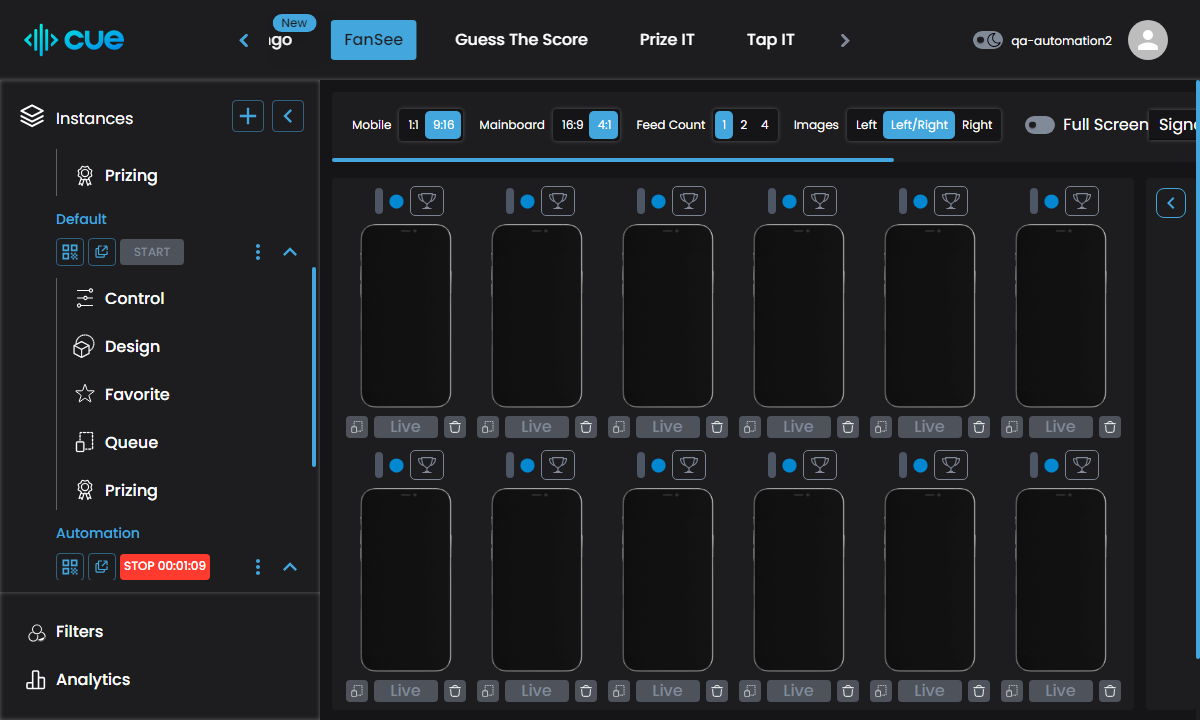 cue
New
ngo
FanSee
Guess The Score
Prize IT
Tap IT
qa-automation2
Instances
Prizing
Default
START
Control
Design
Favorite
Queue
Prizing
Automation
STOP 00:01:09
Filters
Analytics
Mobile
1:1
9:16
Mainboard
16:9
4:1
Feed Count
1
2
4
Images
Left
Left/Right
Right
Full Screen
Live
Live
Live
Live
Live
Live
Live
Live
Live
Live
Live
Live